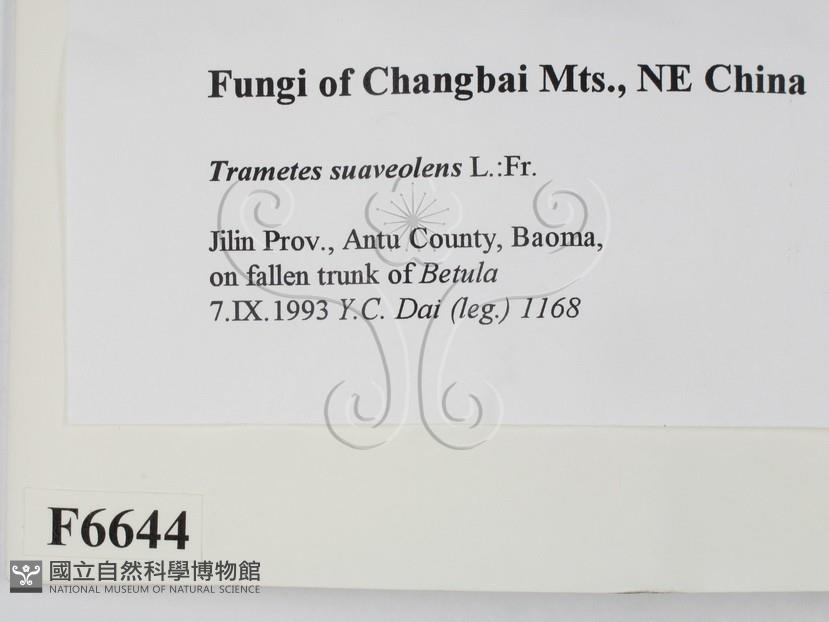 Fungi of Changbai Mts., NE China
Trametes suaveolens L.:Fr.
Jilin Prov., Antu County, Baoma,
on fallen trunk of Betula
7.IX.1993 Y.C. Dai (leg.) 1168
F6644
國立自然科學博物館
NATIONAL MUSEUM OF NATURAL SCIENCE